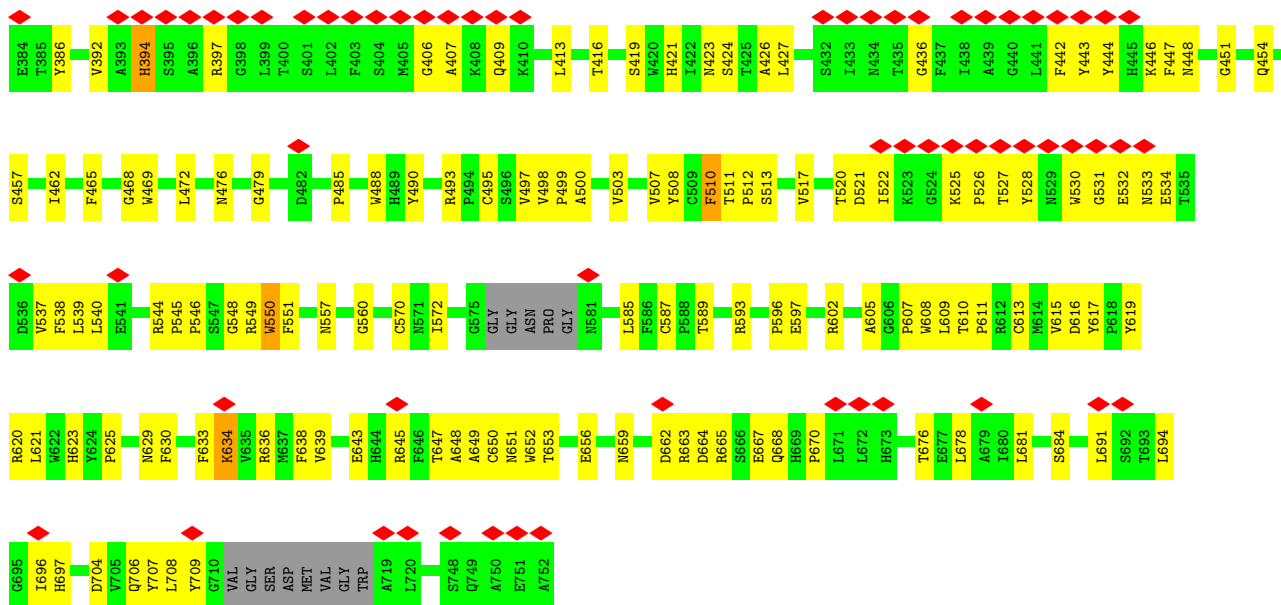 E384 T385 Y386 V392 A393 H394 S395 A396 R397 G398 L399 T400 S401 L402 F403 S404 M405 G406 A407 K408 Q409 K410 L413 T416 S419 W420 H421 I422 N423 S424 T425 A426 L427 S432 I433 N434 T435 G436 F437 I438 A439 G440 L441 F442 Y443 Y444 H445 K446 F447 N448 G451 Q454
S457 I462 F465 G468 W469 L472 N476 G479 D482 P485 W488 H489 Y490 R493 P494 C495 S496 V497 V498 P499 A500 V503 V507 Y508 C509 F510 T511 P512 S513 V517 T520 D521 I522 K523 G524 K525 P526 T527 Y528 N529 W530 G531 E532 N533 E534 T535
D536 V537 F538 L539 L540 E541 R544 P545 P546 S547 G548 R549 W550 F551 N557 G560 C570 N571 I572 G575 GLY GLY ASN PRO GLY N581 L585 F586 C587 P588 T589 R593 P596 E597 R602 A605 G606 P607 W608 L609 T610 P611 R612 C613 M614 V615 D616 Y617 P618 Y619
R620 L621 W622 H623 Y624 P625 N629 F630 F633 K634 V635 R636 M637 F638 V639 E643 H644 R645 F646 T647 A648 A649 C650 N651 W652 T653 E656 N659 D662 R663 D664 R665 S666 E667 Q668 H669 P670 L671 L672 H673 T676 E677 L678 A679 I680 L681 S684 L691 S692 T693 L694
G695 I696 H697 D704 V705 Q706 Y707 L708 Y709 G710 VAL GLY SER ASP MET VAL GLY TRP A719 L720 S748 Q749 A750 E751 A752